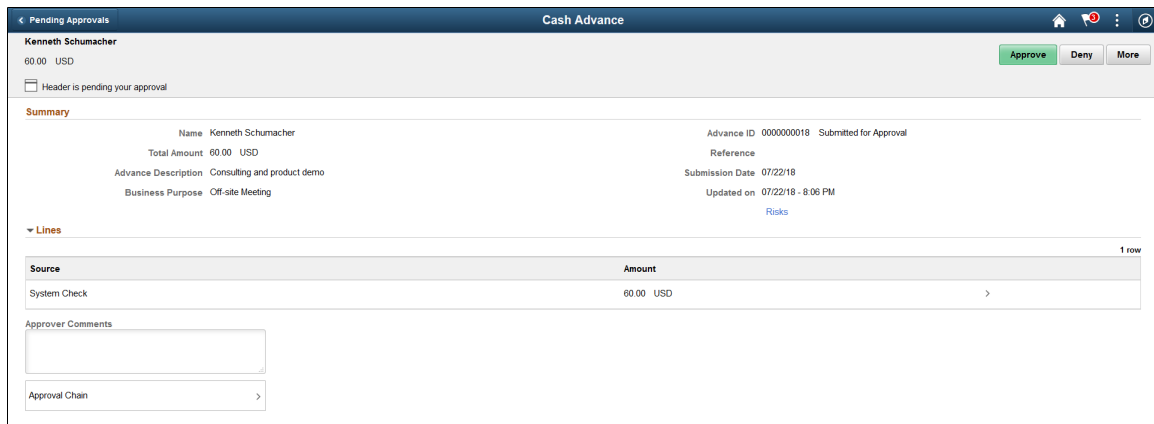 Pending Approvals
Cash Advance
3
Kenneth Schumacher
60.00 USD
Approve
Deny
More
Header is pending your approval
Summary
Name Kenneth Schumacher
Advance ID 0000000018 Submitted for Approval
Total Amount 60.00 USD
Reference
Advance Description Consulting and product demo
Submission Date 07/22/18
Business Purpose Off-site Meeting
Updated on 07/22/18 - 8:06 PM
Risks
Lines
1 row
Source Amount
System Check 60.00 USD
Approver Comments
Approval Chain